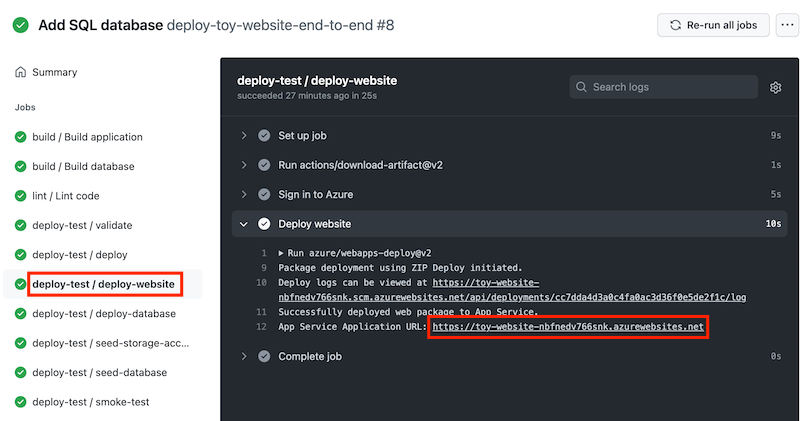 Add SQL database deploy-toy-website-end-to-end #8
Re-run all jobs
...
Summary
Jobs
build / Build application
build / Build database
lint / Lint code
deploy-test / validate
deploy-test / deploy
deploy-test / deploy-website
deploy-test / deploy-database
deploy-test / seed-storage-acc...
deploy-test / seed-database
deploy-test / smoke-test
deploy-test / deploy-website
succeeded 27 minutes ago in 25s
Search logs
Set up job 9s
Run actions/download-artifact@v2 1s
Sign in to Azure 5s
Deploy website 10s
1 Run azure/webapps-deploy@v2
9 Package deployment using ZIP Deploy initiated.
10 Deploy logs can be viewed at https://toy-website-
nbfnedv766snk.scm.azurewebsites.net/api/deployments/cc7dda4d3a0c4fa0ac3d36f0e5de2f1c/log
11 Successfully deployed web package to App Service.
12 App Service Application URL: https://toy-website-nbfnedv766snk.azurewebsites.net
Complete job 0s